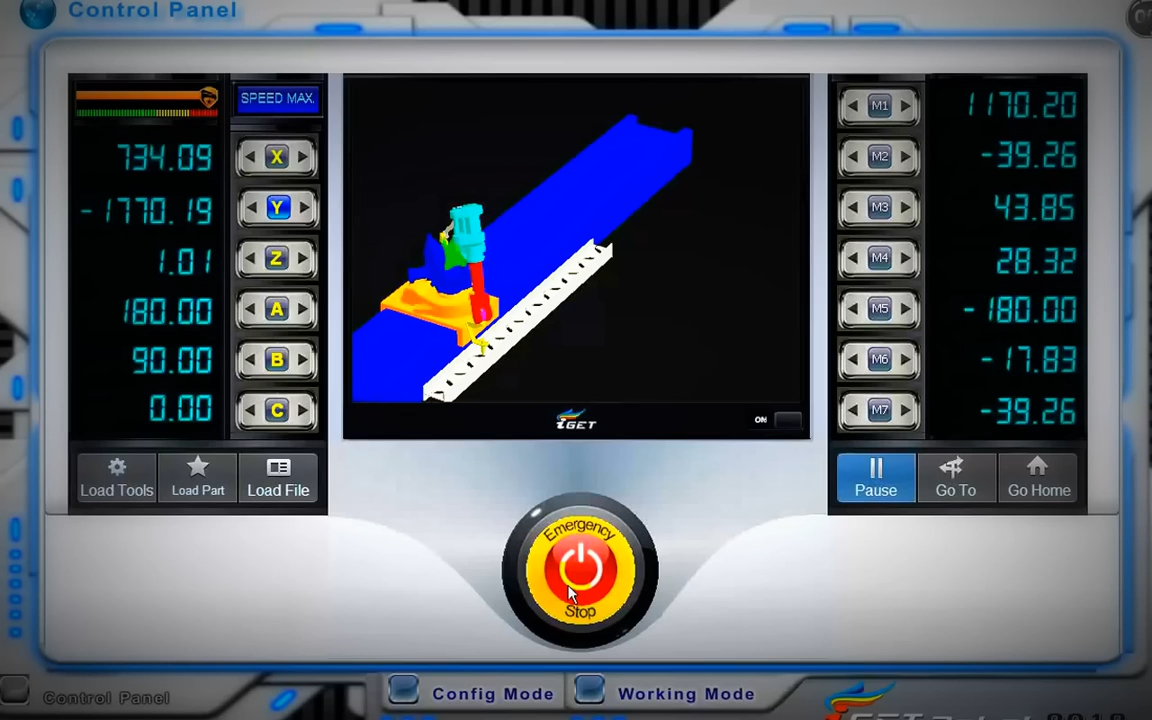 Control Panel
SPEED MAX.
734.09 X
-1770.19 Y
1.01 Z
180.00 A
90.00 B
0.00 C
Load Tools Load Part Load File
iGET
ON
M1 1170.20
M2 -39.26
M3 43.85
M4 28.32
M5 -180.00
M6 -17.83
M7 -39.26
Pause Go To Go Home
Emergency
Stop
Control Panel
Config Mode Working Mode
iGET